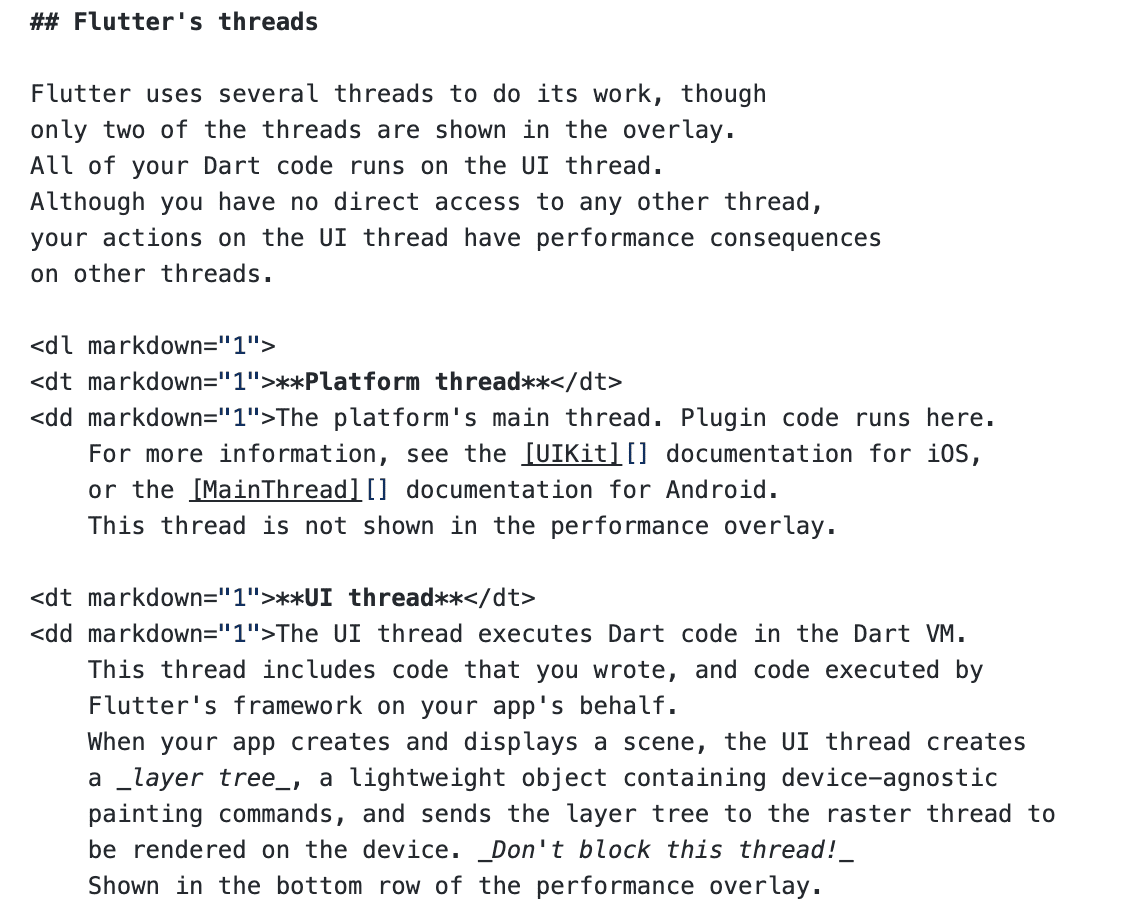 ## Flutter's threads
Flutter uses several threads to do its work, though
only two of the threads are shown in the overlay.
All of your Dart code runs on the UI thread.
Although you have no direct access to any other thread,
your actions on the UI thread have performance consequences
on other threads.
<dl markdown="1">
<dt markdown="1">**Platform thread**</dt>
<dd markdown="1">The platform's main thread. Plugin code runs here.
For more information, see the [UIKit][] documentation for iOS,
or the [MainThread][] documentation for Android.
This thread is not shown in the performance overlay.
<dt markdown="1">**UI thread**</dt>
<dd markdown="1">The UI thread executes Dart code in the Dart VM.
This thread includes code that you wrote, and code executed by
Flutter's framework on your app's behalf.
When your app creates and displays a scene, the UI thread creates
a _layer tree_, a lightweight object containing device-agnostic
painting commands, and sends the layer tree to the raster thread to
be rendered on the device. _Don't block this thread!_
Shown in the bottom row of the performance overlay.